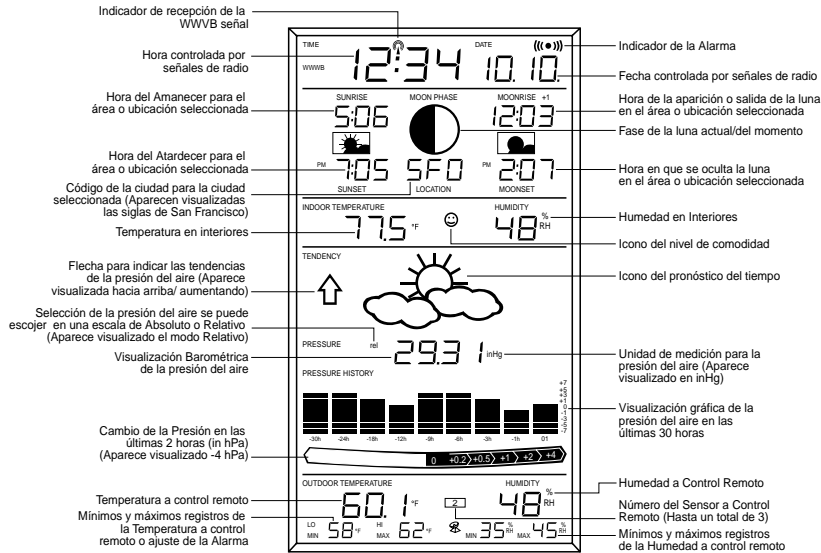 Indicador de recepción de la
WWVB señal
Hora controlada por
señales de radio
Hora del Amanecer para el
área o ubicación seleccionada
Hora del Atardecer para el
área o ubicación seleccionada
Código de la ciudad para la ciudad
seleccionada (Aparecen visualizadas
las siglas de San Francisco)
Temperatura en interiores
Flecha para indicar las tendencias
de la presión del aire (Aparece
visualizada hacia arriba/ aumentando)
Selección de la presión del aire se puede
escojer en una escala de Absoluto o Relativo
(Aparece visualizado el modo Relativo)
Visualización Barométrica
de la presión del aire
Cambio de la Presión en las
últimas 2 horas (in hPa)
(Aparece visualizado -4 hPa)
Temperatura a control remoto
Mínimos y máximos registros de
la Temperatura a control
remoto o ajuste de la Alarma
TIME DATE
WWWB 12:34 10. 10.
SUNRISE MOON PHASE MOONRISE +1
5:06 12:03
PM 7:05 SFO PM 2:07
SUNSET LOCATION MOONSET
INDOOR TEMPERATURE HUMIDITY
77.5 °F 48 % RH
TENDENCY
PRESSURE rel 29.31 inHg
PRESSURE HISTORY
+7
+5
+3
+1
0
-1
-3
-5
-7
-30h -24h -18h -12h -9h -6h -3h -1h 01
0 +0.2 +0.5 +1 +2 +4
OUTDOOR TEMPERATURE HUMIDITY
60.1 °F 2 48 % RH
LO MIN 58 °F HI MAX 62 °F MIN 35 % RH MAX 45 % RH
Indicador de la Alarma
Fecha controlada por señales de radio
Hora de la aparición o salida de la luna
en el área o ubicación seleccionada
Fase de la luna actual/del momento
Hora en que se oculta la luna
en el área o ubicación seleccionada
Humedad en Interiores
Icono del nivel de comodidad
Icono del pronóstico del tiempo
Unidad de medición para la
presión del aire (Aparece
visualizado en inHg)
Visualización gráfica de la
presión del aire en las
últimas 30 horas
Humedad a Control Remoto
Número del Sensor a Control
Remoto (Hasta un total de 3)
Mínimos y máximos registros
de la Humedad a control remoto